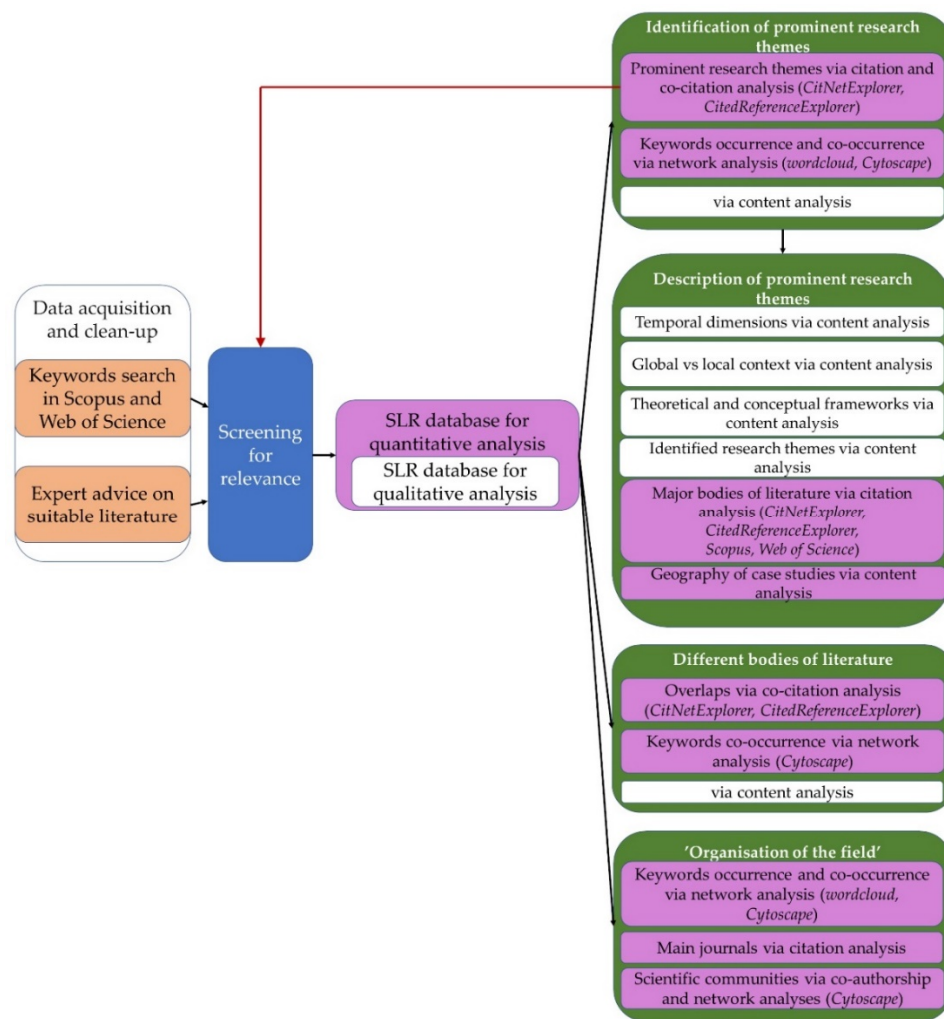 Data acquisition
and clean-up
Keywords search
in Scopus and
Web of Science
Expert advice on
suitable literature
Screening
for
relevance
SLR database for
quantitative analysis
SLR database for
qualitative analysis
Identification of prominent research
themes
Prominent research themes via citation and
co-citation analysis (CitNetExplorer,
CitedReferenceExplorer)
Keywords occurrence and co-occurrence
via network analysis (wordcloud, Cytoscape)
via content analysis
Description of prominent research
themes
Temporal dimensions via content analysis
Global vs local context via content analysis
Theoretical and conceptual frameworks via
content analysis
Identified research themes via content
analysis
Major bodies of literature via citation
analysis (CitNetExplorer,
CitedReferenceExplorer,
Scopus, Web of Science)
Geography of case studies via content
analysis
Different bodies of literature
Overlaps via co-citation analysis
(CitNetExplorer, CitedReferenceExplorer)
Keywords co-occurrence via network
analysis (Cytoscape)
via content analysis
'Organisation of the field'
Keywords occurrence and co-occurrence
via network analysis (wordcloud,
Cytoscape)
Main journals via citation analysis
Scientific communities via co-authorship
and network analyses (Cytoscape)